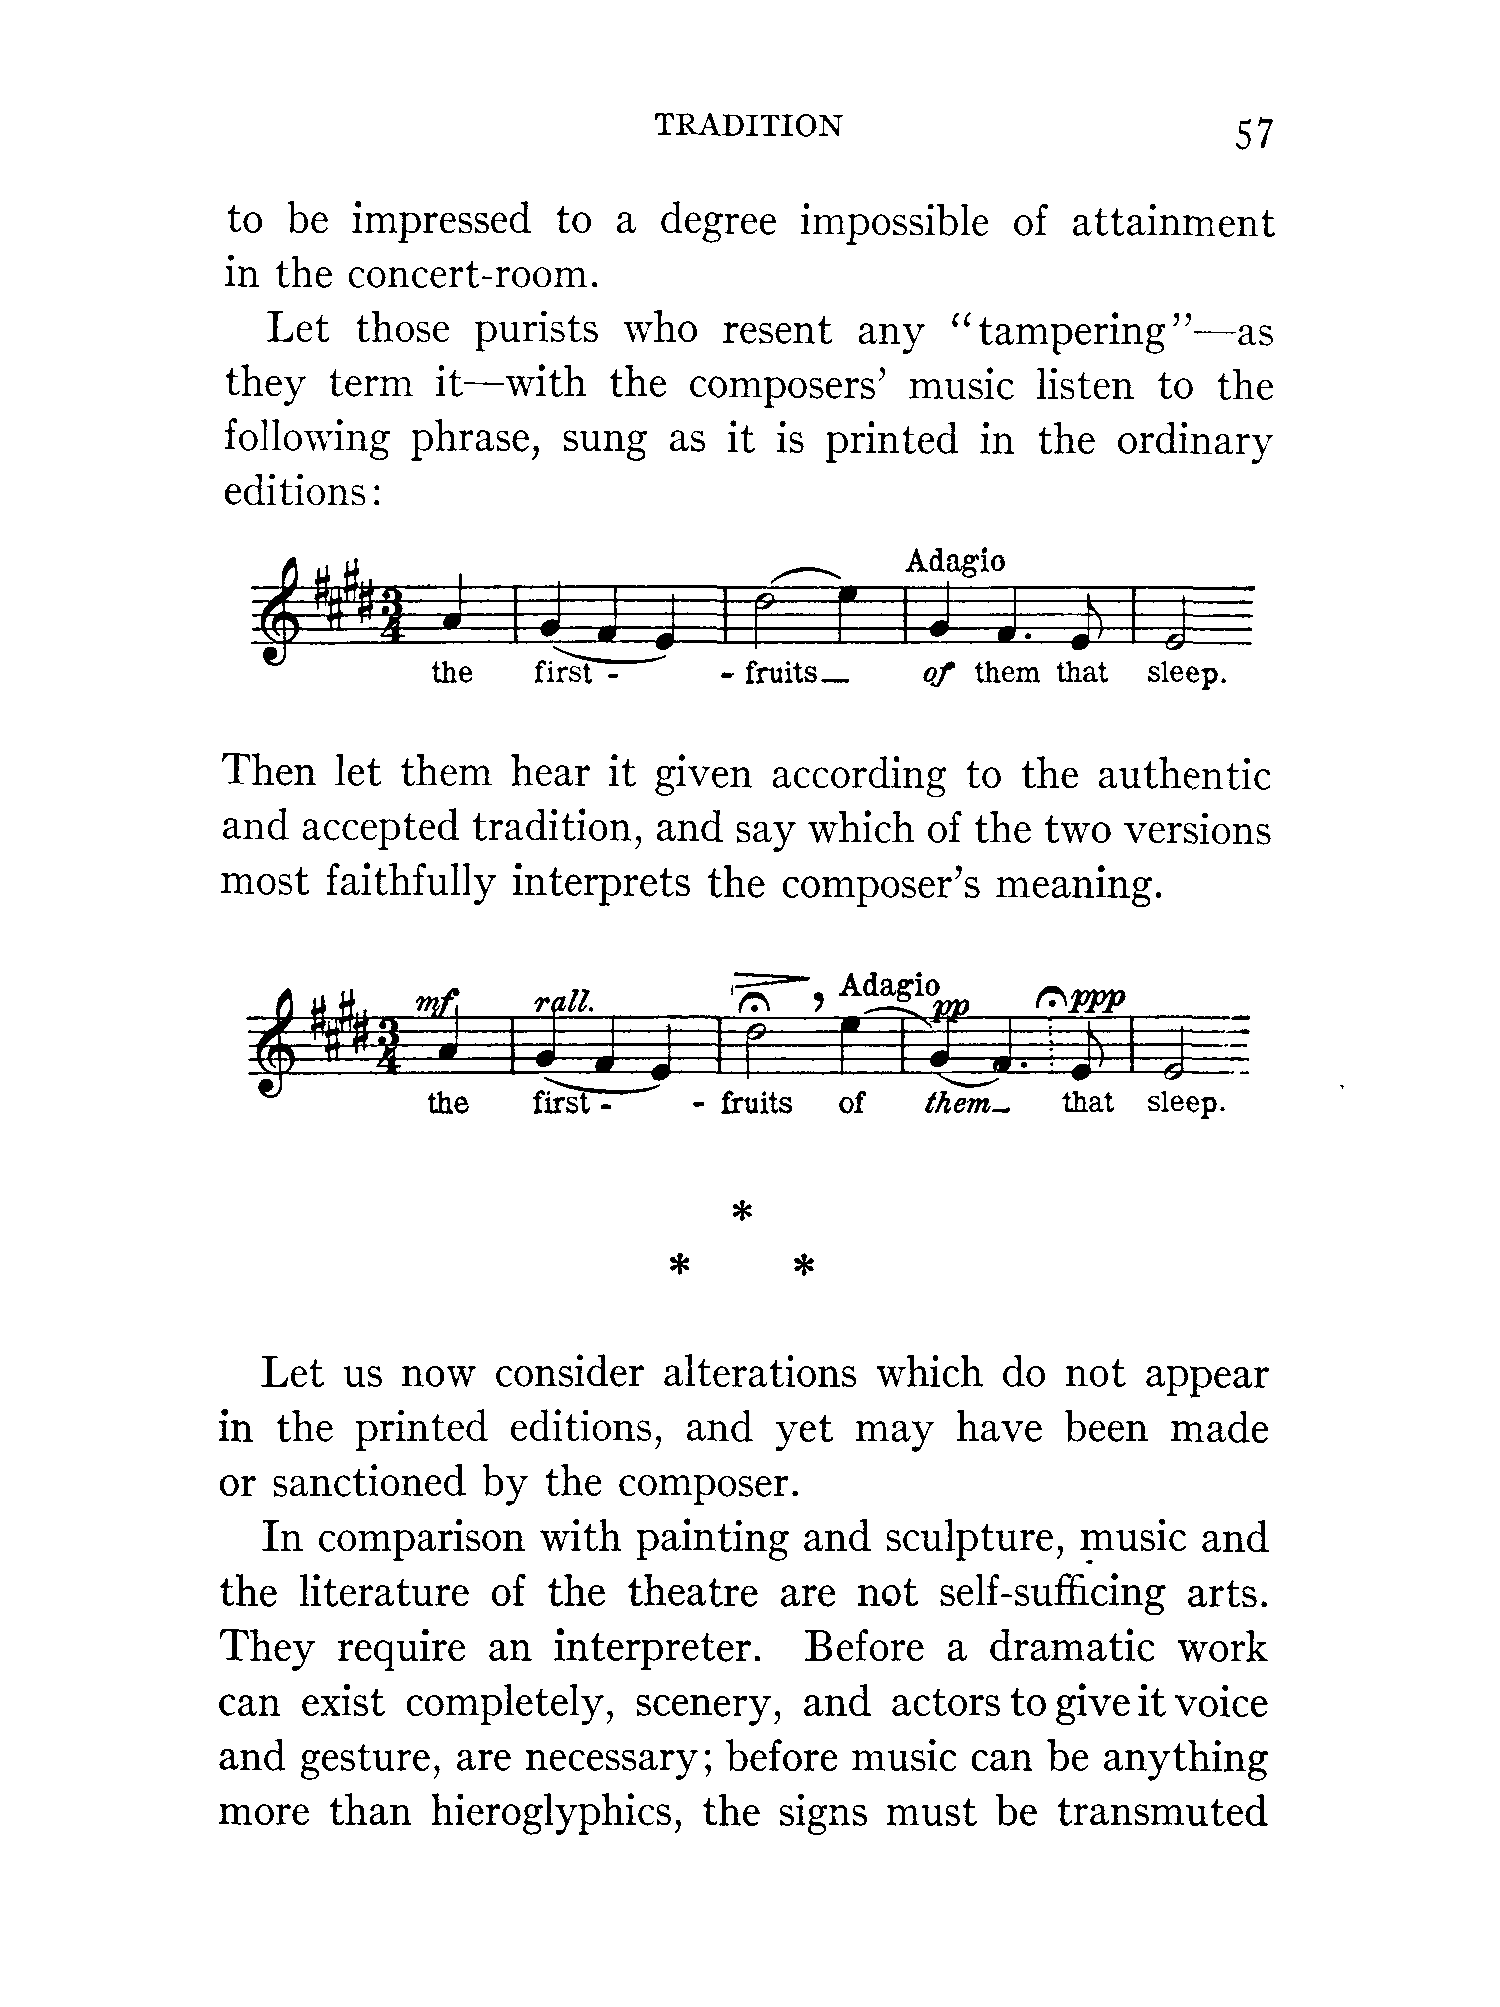 TRADITION 57
to be impressed to a degree impossible of attainment
in the concert-room.
Let those purists who resent any “tampering”—as
they term it—with the composers’ music listen to the
following phrase, sung as it is printed in the ordinary
editions:
Adagio
3
4
the first - - fruits of them that sleep.
Then let them hear it given according to the authentic
and accepted tradition, and say which of the two versions
most faithfully interprets the composer’s meaning.
mf rall. , Adagio pp ppp
3
4
the first - - fruits of them that sleep.
*
* *
Let us now consider alterations which do not appear
in the printed editions, and yet may have been made
or sanctioned by the composer.
In comparison with painting and sculpture, music and
the literature of the theatre are not self-sufficing arts.
They require an interpreter. Before a dramatic work
can exist completely, scenery, and actors to give it voice
and gesture, are necessary; before music can be anything
more than hieroglyphics, the signs must be transmuted